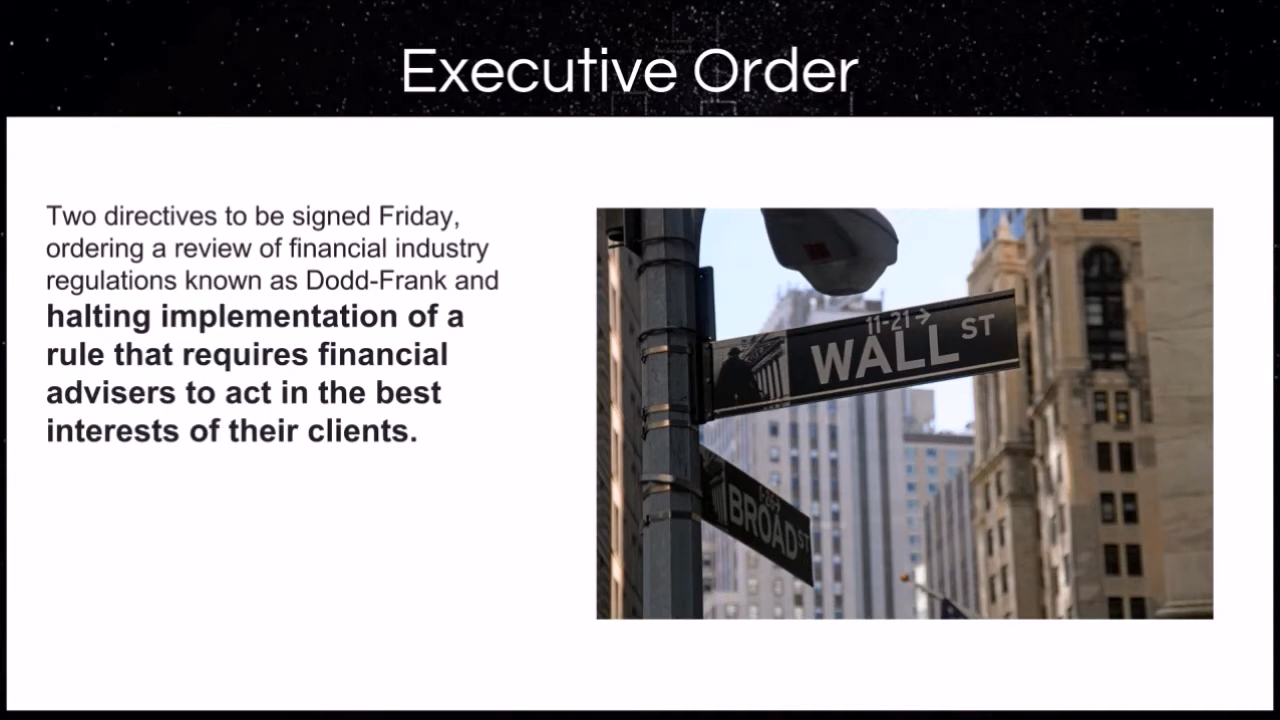 Executive Order
Two directives to be signed Friday,
ordering a review of financial industry
regulations known as Dodd-Frank and
halting implementation of a
rule that requires financial
advisers to act in the best
interests of their clients.
11-21→
WALL ST
BROAD ST